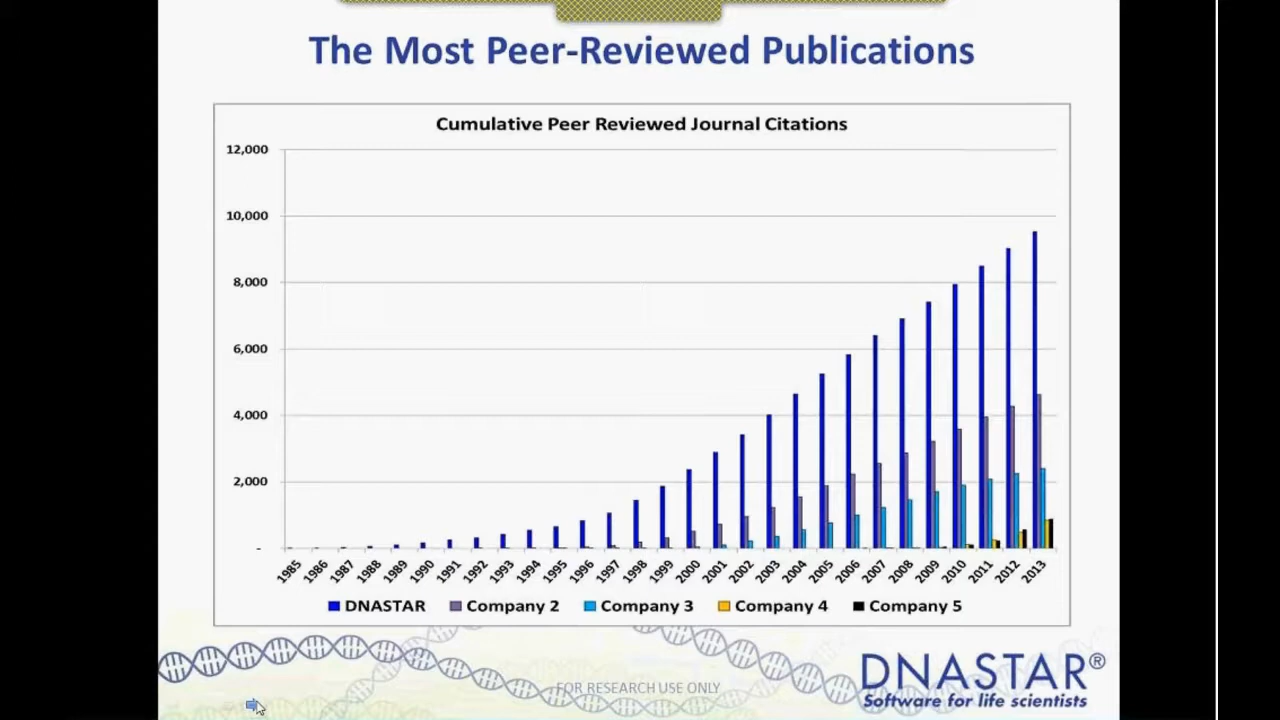 The Most Peer-Reviewed Publications
Cumulative Peer Reviewed Journal Citations
12,000
10,000
8,000
6,000
4,000
2,000
-
1985 1986 1987 1988 1989 1990 1991 1992 1993 1994 1995 1996 1997 1998 1999 2000 2001 2002 2003 2004 2005 2006 2007 2008 2009 2010 2011 2012 2013
DNASTAR Company 2 Company 3 Company 4 Company 5
FOR RESEARCH USE ONLY
DNASTAR®
Software for life scientists